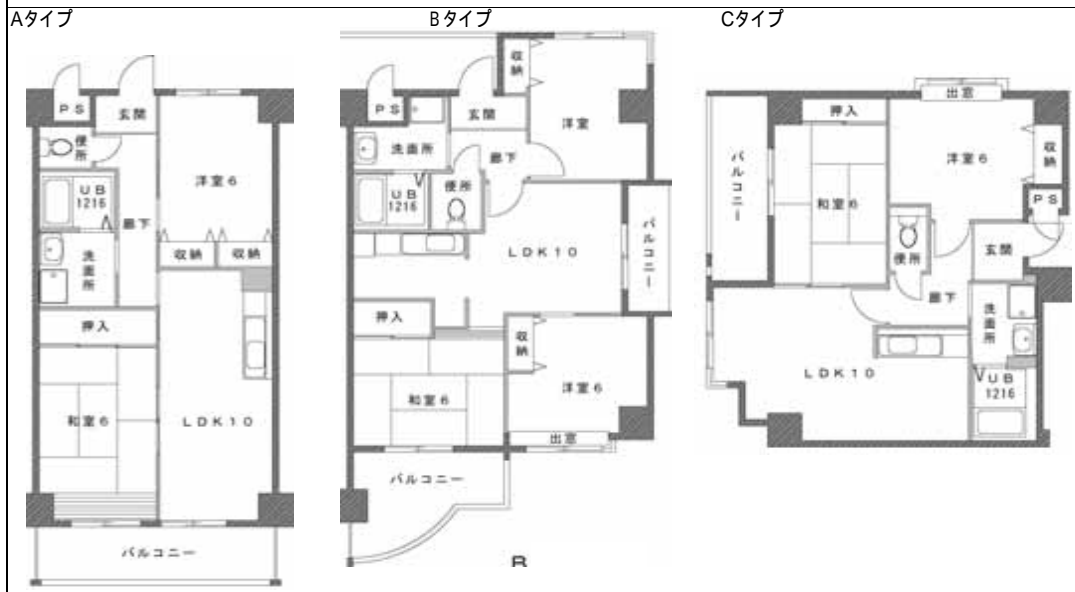 Aタイプ
Bタイプ
Cタイプ
PS
玄関
便所
洋室6
UB
1216
廊下
収納
収納
洗面所
押入
和室6
LDK10
バルコニー
収納
PS
玄関
洋室
洗面所
廊下
UB
1216
便所
LDK10
バルコニー
押入
収納
洋室6
和室6
出窓
バルコニー
B
出窓
押入
バルコニー
洋室6
収納
和室6
PS
便所
玄関
廊下
洗面所
LDK10
UB
1216